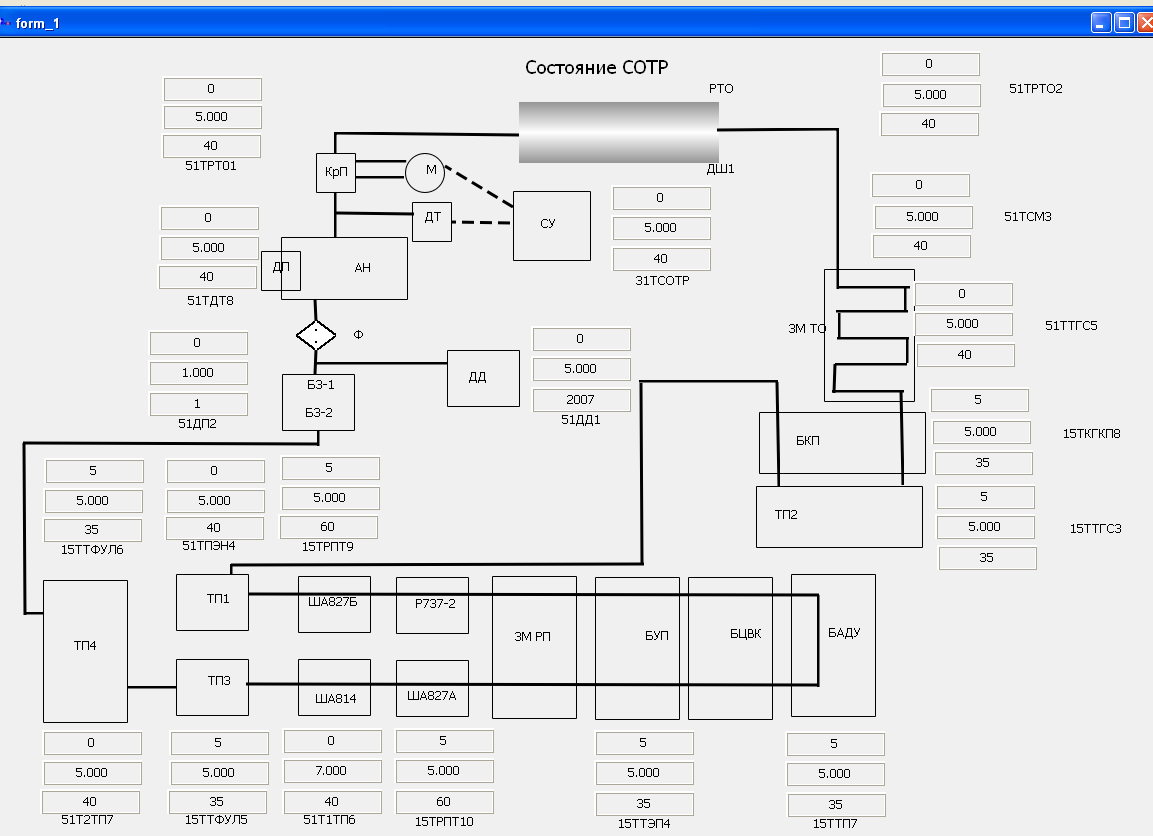 form_1
Состояние СОТР
0
5.000
40
51ТРТО1
РТО
ДШ1
0
5.000
40
51ТРТО2
КрП
М
ДТ
СУ
0
5.000
40
31ТСОТР
0
5.000
40
51ТСМ3
0
5.000
40
51ТДТ8
ДП
АН
Ф
ЗМ ТО
0
5.000
40
51ТТГС5
0
1.000
1
51ДП2
БЗ-1
БЗ-2
ДД
0
5.000
2007
51ДД1
5
5.000
35
15ТКГКП8
БКП
5
5.000
35
15ТТФУЛ6
0
5.000
40
51ТПЭН4
5
5.000
60
15ТРПТ9
ТП2
5
5.000
35
15ТТГС3
ТП4
ТП1
ША827Б
Р737-2
ЗМ РП
БУП
БЦВК
БАДУ
ТП3
ША814
ША827А
0
5.000
40
51Т2ТП7
5
5.000
35
15ТТФУЛ5
0
7.000
40
51Т1ТП6
5
5.000
60
15ТРПТ10
5
5.000
35
15ТТЭП4
5
5.000
35
15ТТП7